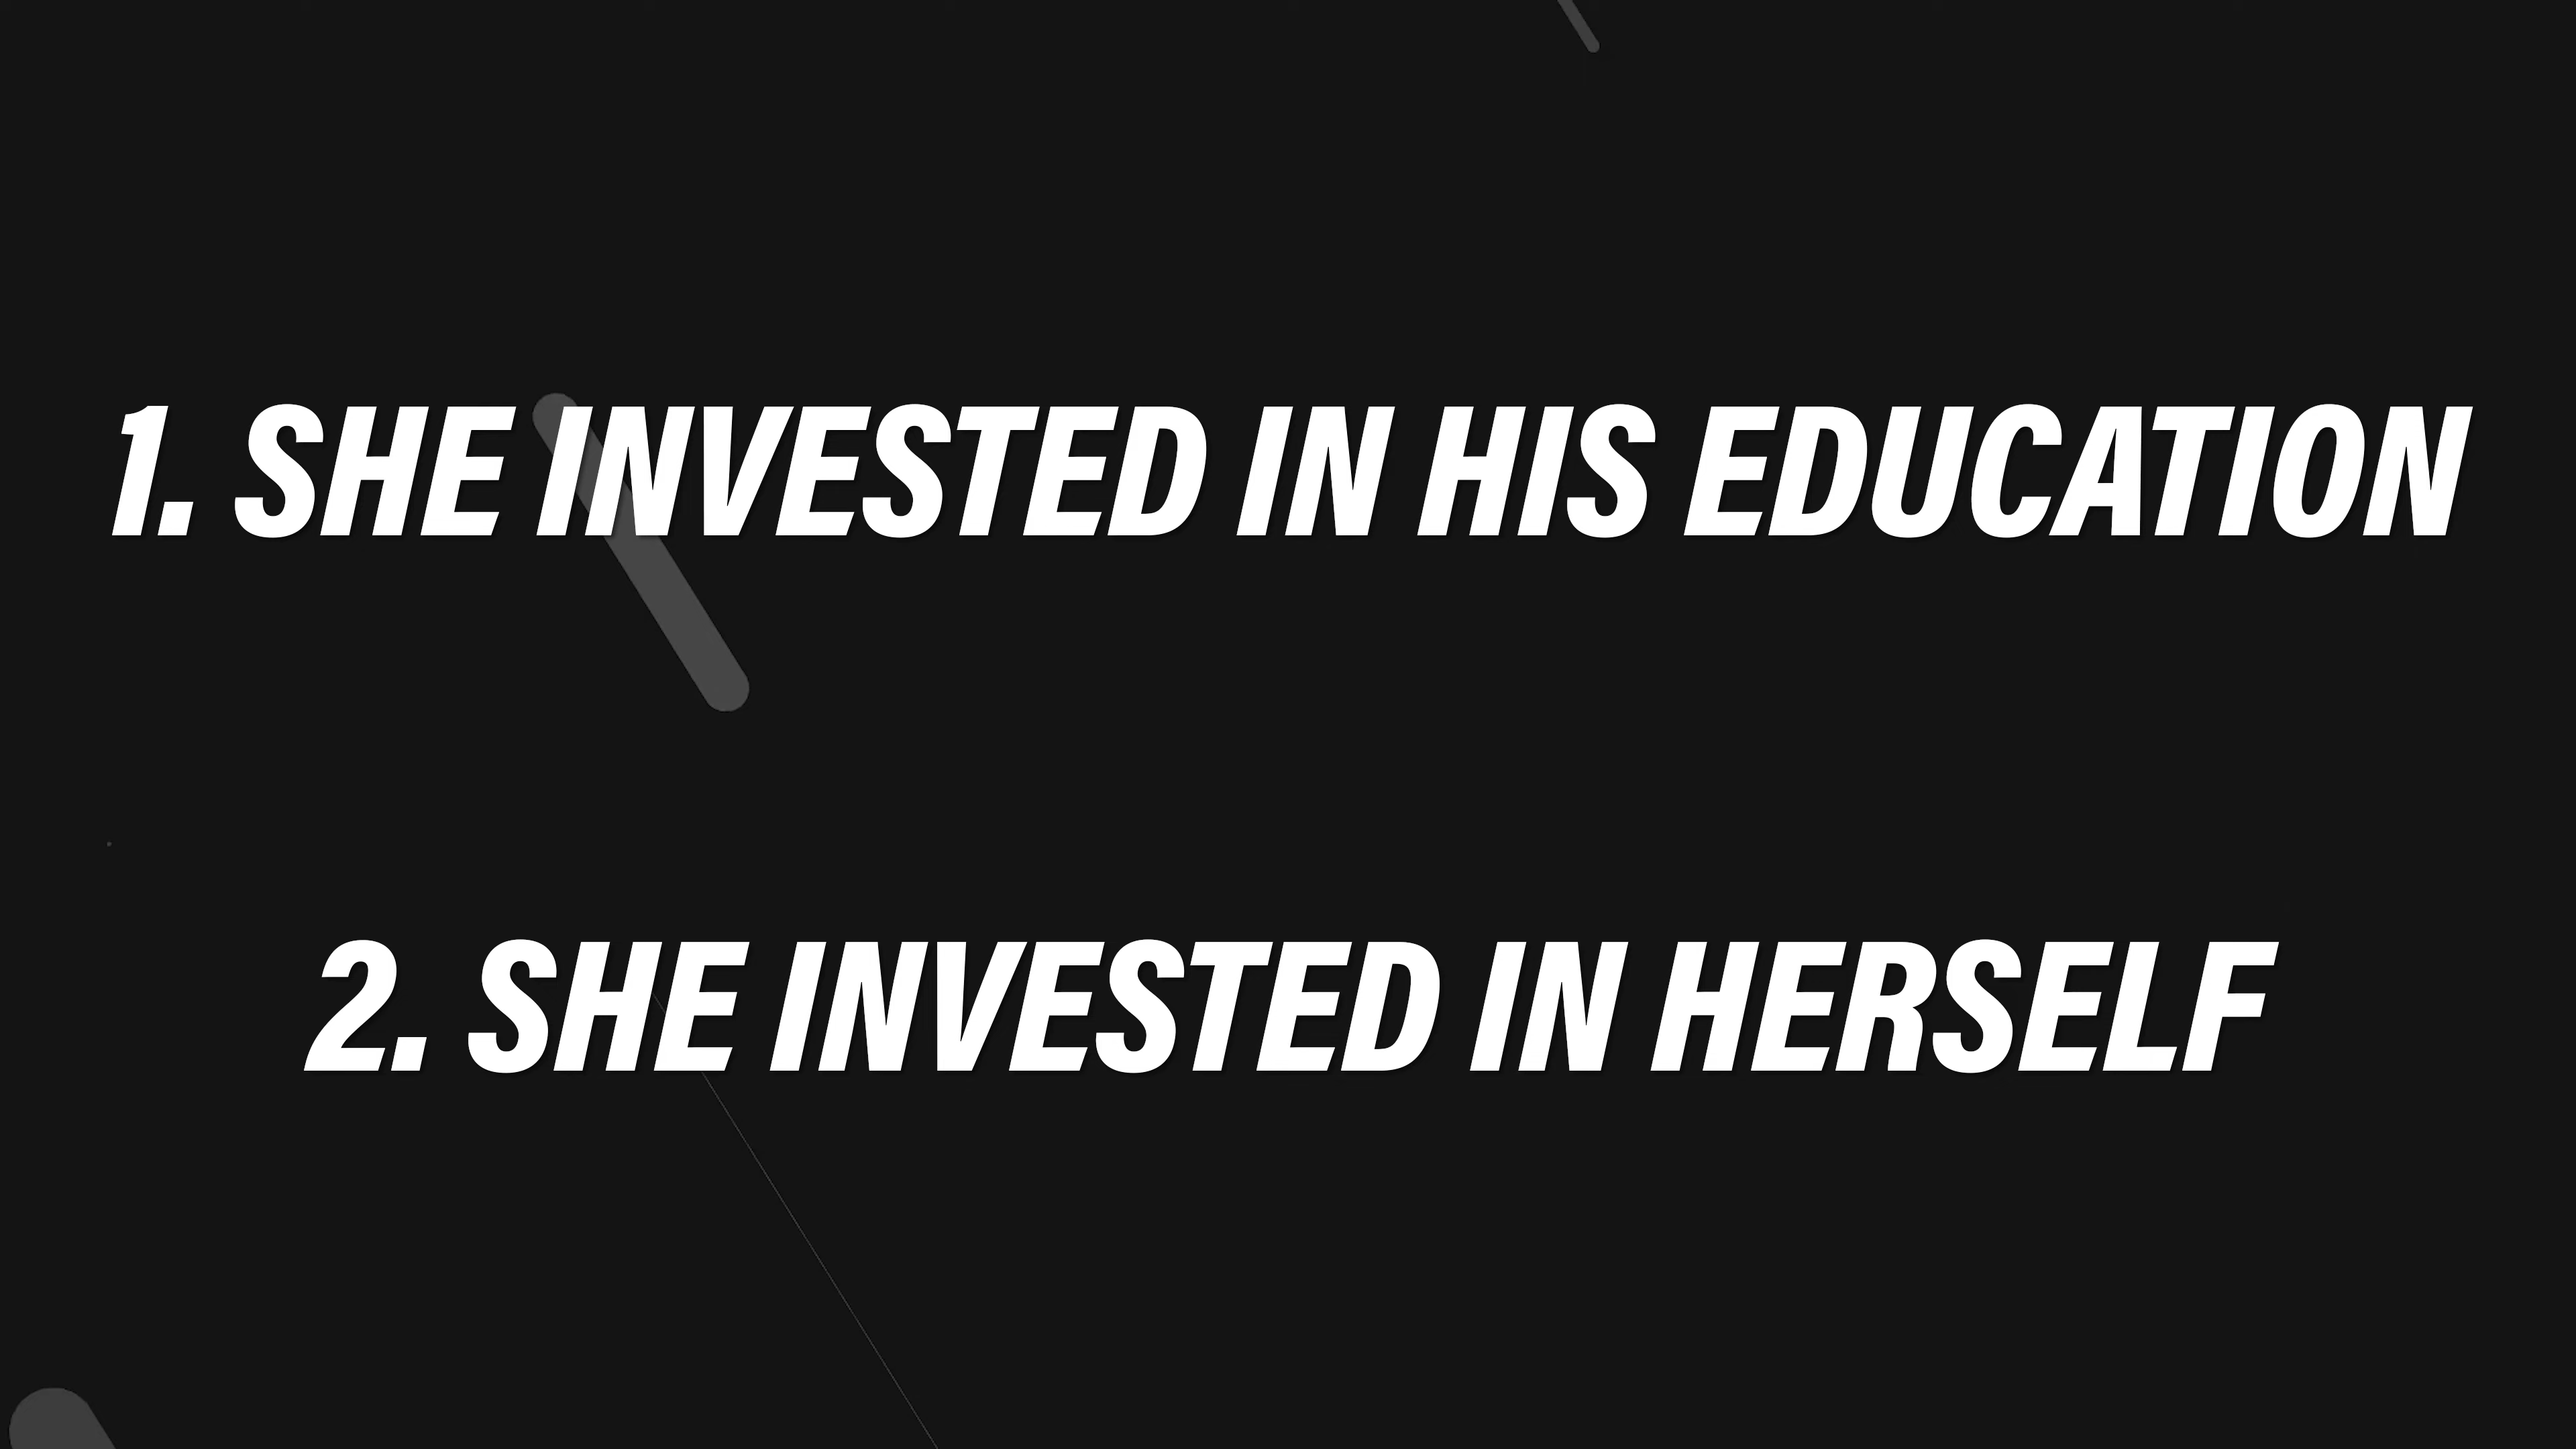 1. SHE INVESTED IN HIS EDUCATION
2. SHE INVESTED IN HERSELF